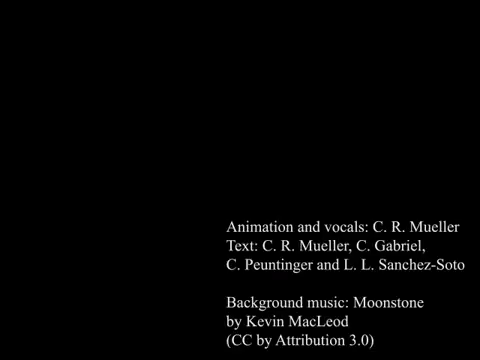 Animation and vocals: C. R. Mueller
Text: C. R. Mueller, C. Gabriel,
C. Peuntinger and L. L. Sanchez-Soto
Background music: Moonstone
by Kevin MacLeod
(CC by Attribution 3.0)